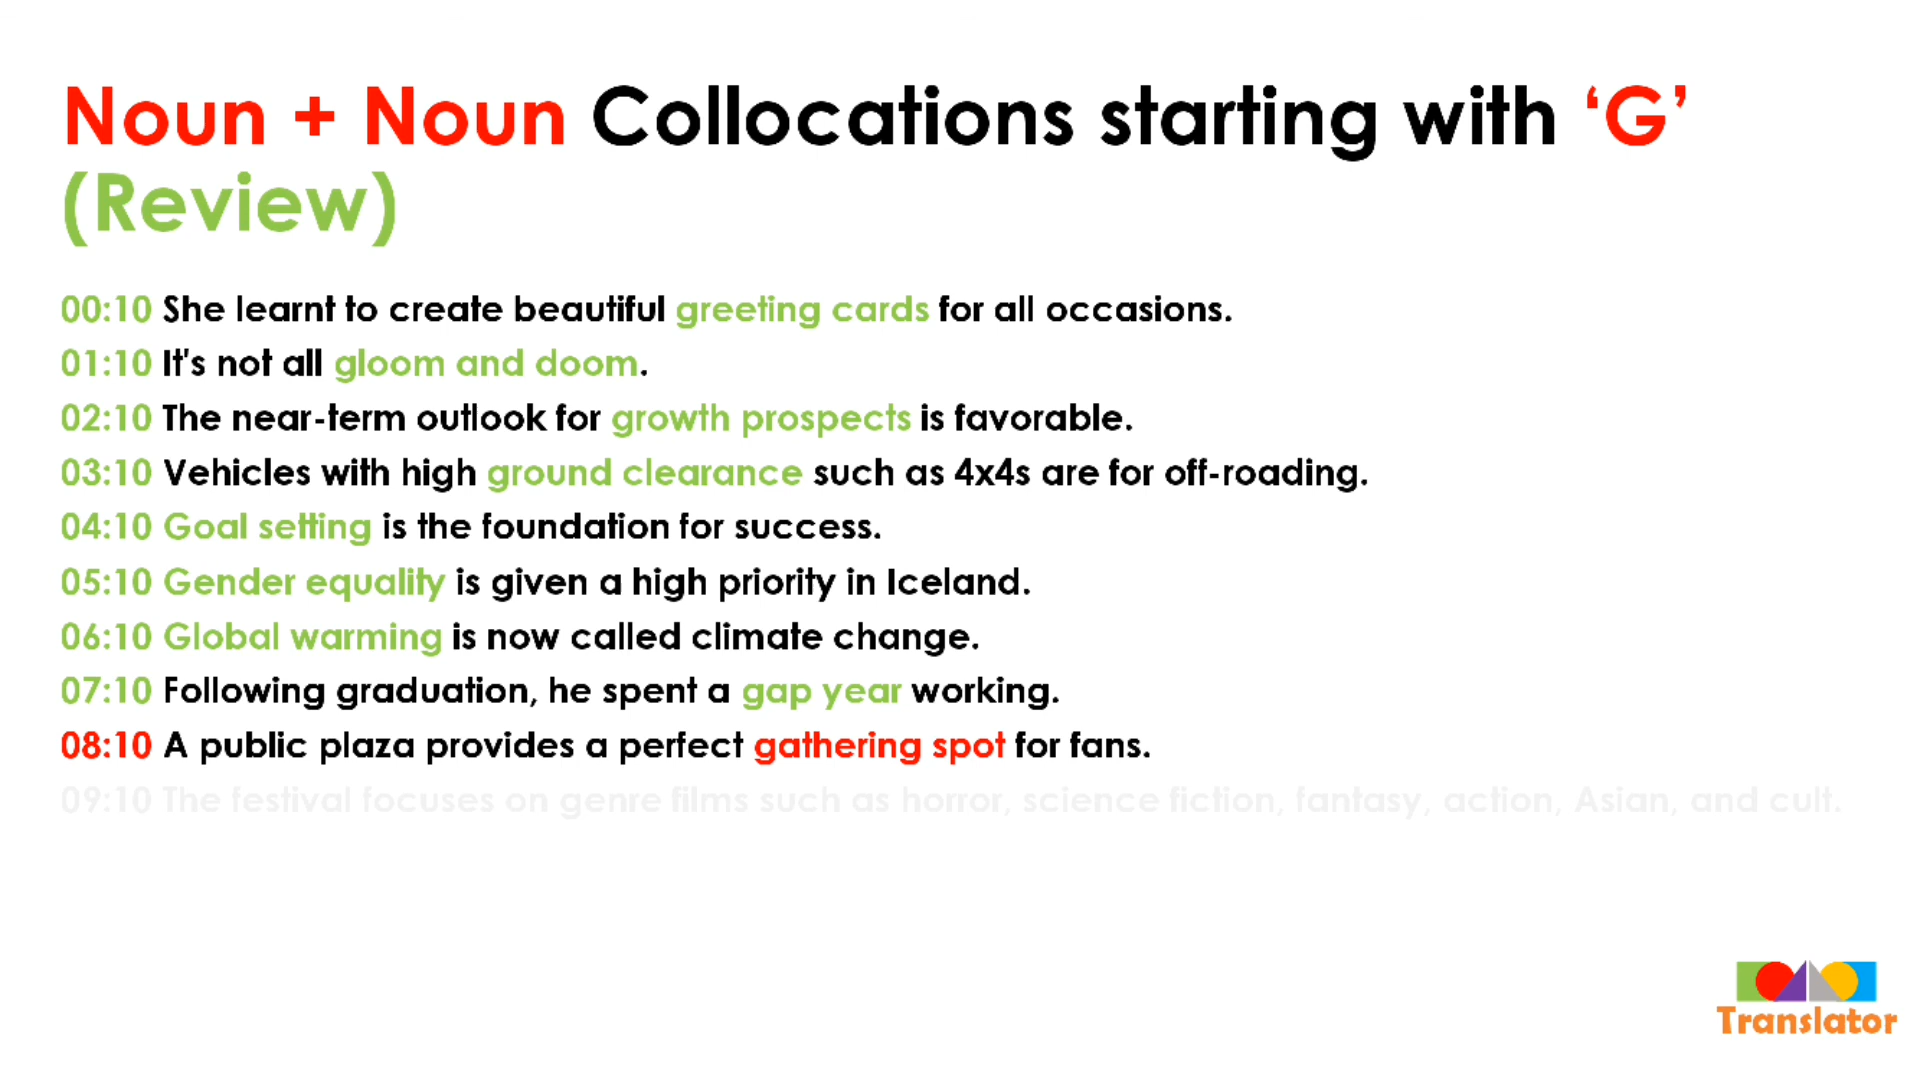 Noun + Noun Collocations starting with ‘G’
(Review)
00:10 She learnt to create beautiful greeting cards for all occasions.
01:10 It's not all gloom and doom.
02:10 The near-term outlook for growth prospects is favorable.
03:10 Vehicles with high ground clearance such as 4x4s are for off-roading.
04:10 Goal setting is the foundation for success.
05:10 Gender equality is given a high priority in Iceland.
06:10 Global warming is now called climate change.
07:10 Following graduation, he spent a gap year working.
08:10 A public plaza provides a perfect gathering spot for fans.
09:10 The festival focuses on genre films such as horror, science fiction, fantasy, action, Asian, and cult.
Translator